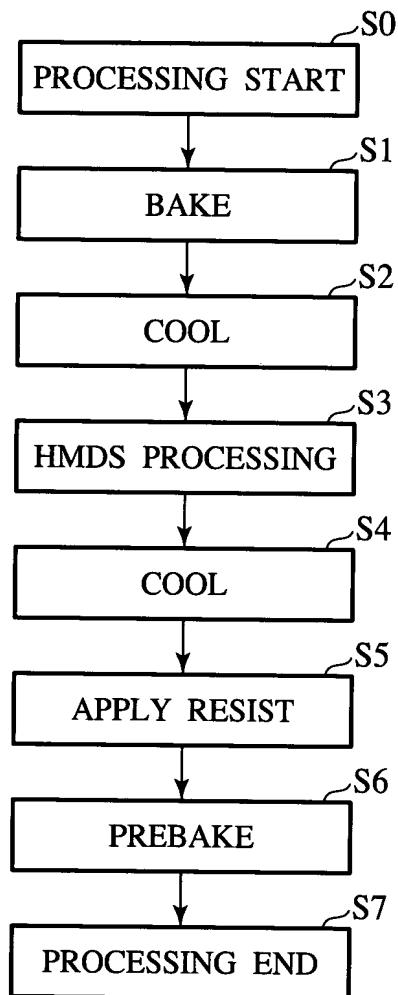 S0
PROCESSING START
S1
BAKE
S2
COOL
S3
HMDS PROCESSING
S4
COOL
S5
APPLY RESIST
S6
PREBAKE
S7
PROCESSING END